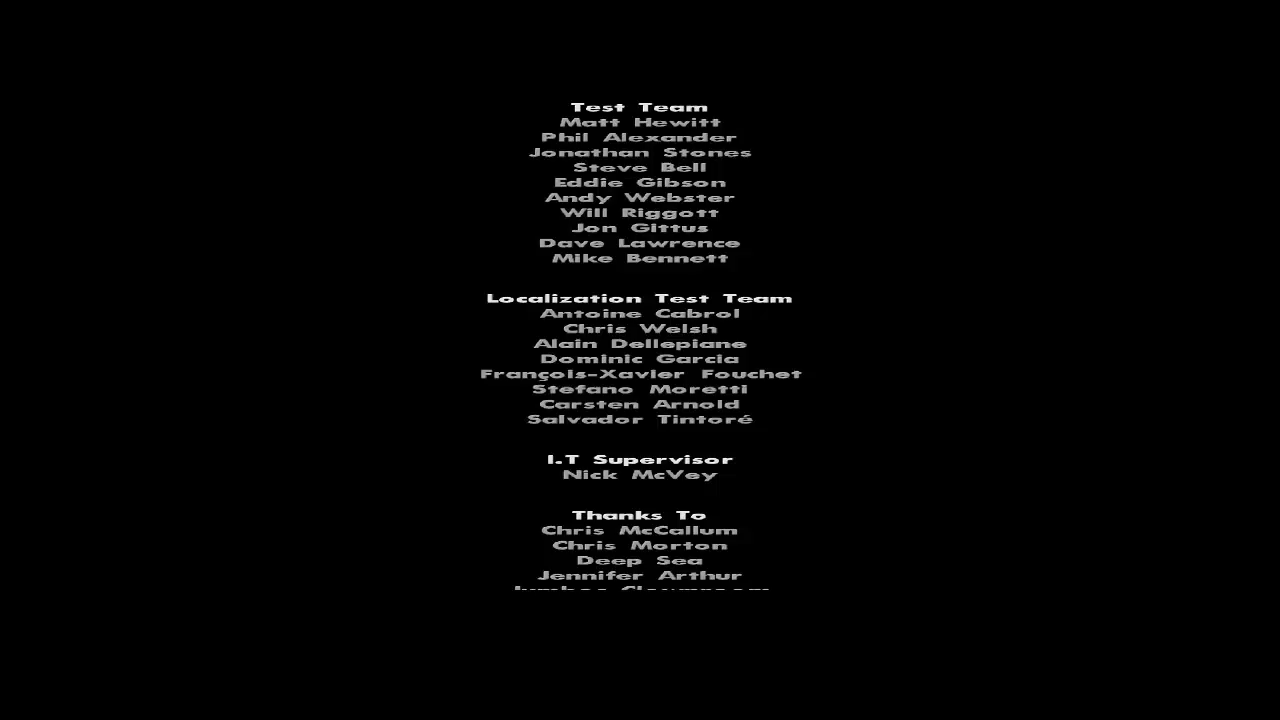 Test Team
Matt Hewitt
Phil Alexander
Jonathan Stones
Steve Bell
Eddie Gibson
Andy Webster
Will Riggott
Jon Gittus
Dave Lawrence
Mike Bennett
Localization Test Team
Antoine Cabrol
Chris Welsh
Alain Dellepiane
Dominic Garcia
François-Xavier Fouchet
Stefano Moretti
Carsten Arnold
Salvador Tintoré
I.T Supervisor
Nick McVey
Thanks To
Chris McCallum
Chris Morton
Deep Sea
Jennifer Arthur